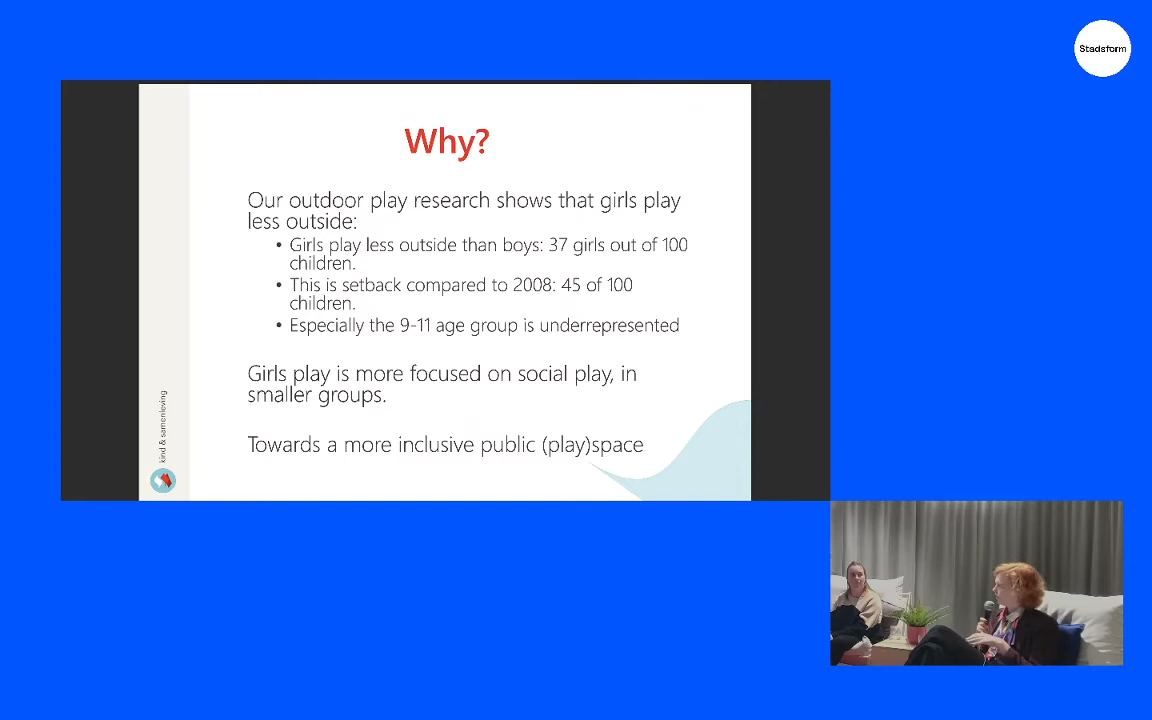 Stadsform
Why?
Our outdoor play research shows that girls play
less outside:
• Girls play less outside than boys: 37 girls out of 100
children.
• This is setback compared to 2008: 45 of 100
children.
• Especially the 9-11 age group is underrepresented
Girls play is more focused on social play, in
smaller groups.
Towards a more inclusive public (play)space
kind & samenleving